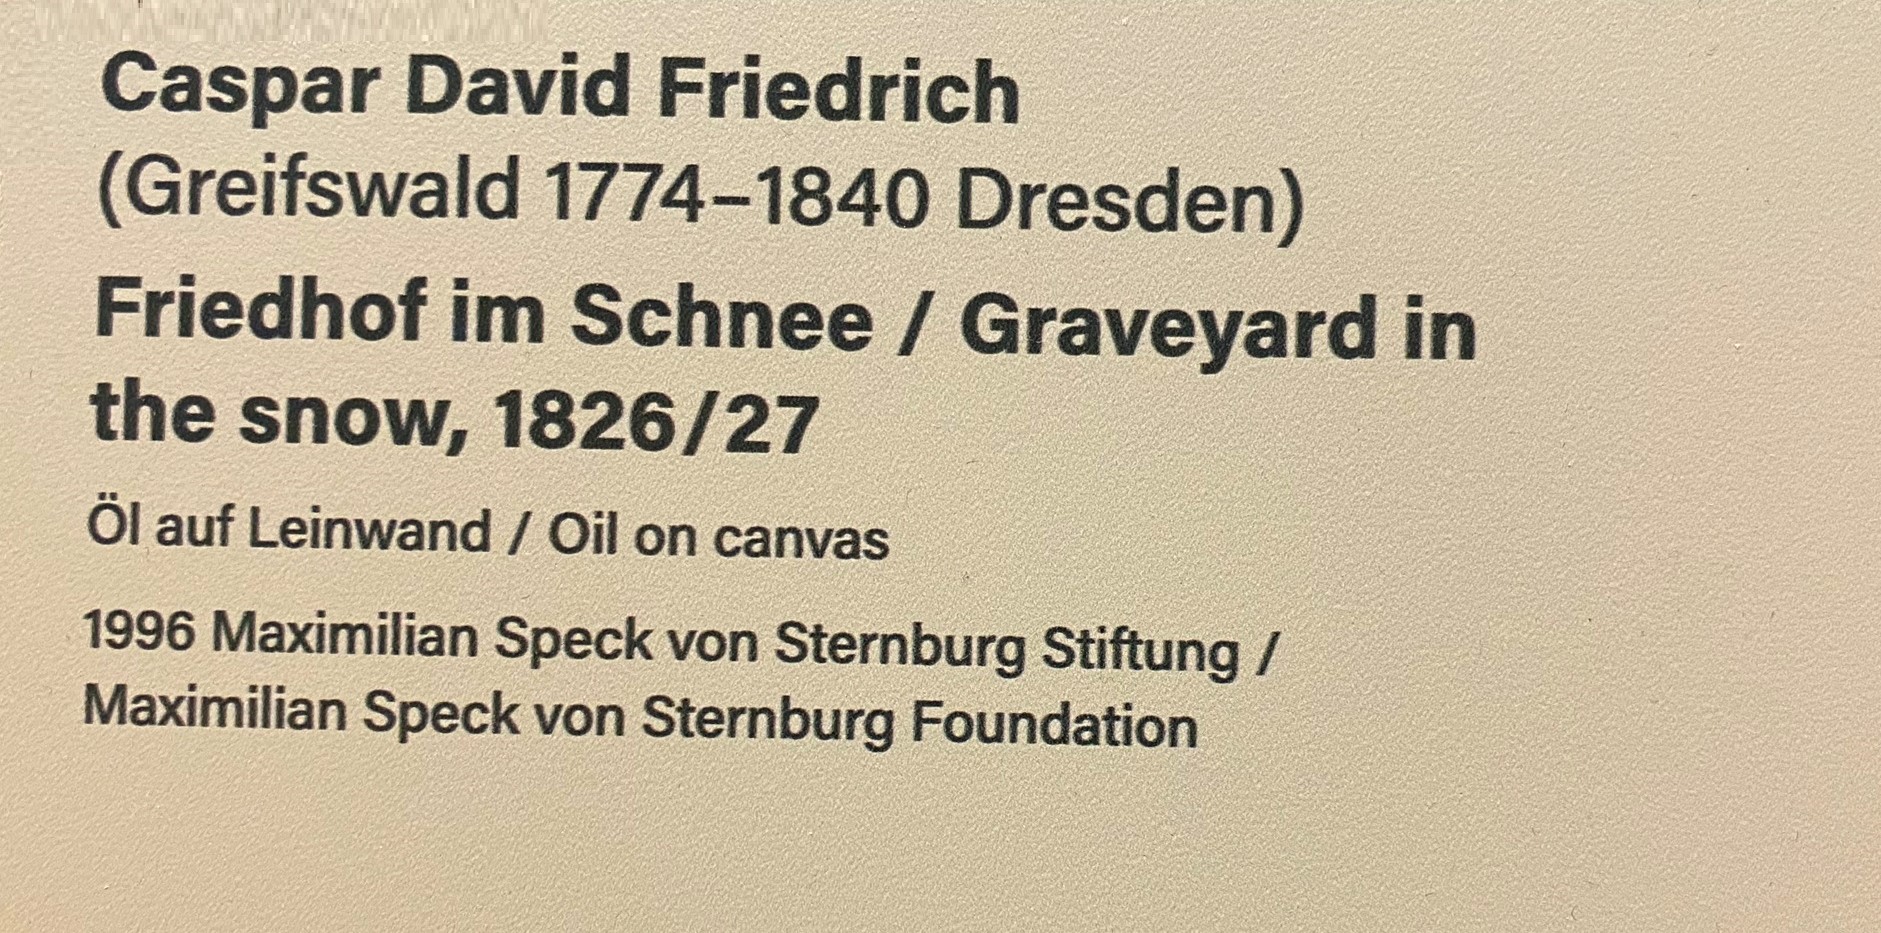 Caspar David Friedrich
(Greifswald 1774–1840 Dresden)
Friedhof im Schnee / Graveyard in
the snow, 1826/27
Öl auf Leinwand / Oil on canvas
1996 Maximilian Speck von Sternburg Stiftung /
Maximilian Speck von Sternburg Foundation